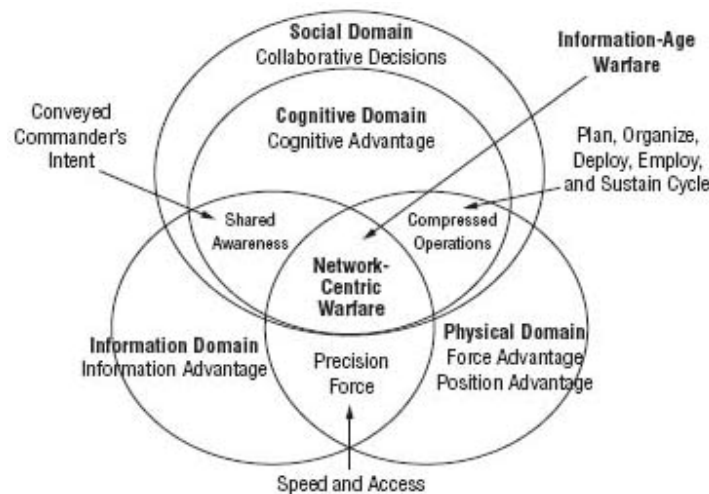 Social Domain
Collaborative Decisions
Information-Age
Warfare
Cognitive Domain
Cognitive Advantage
Conveyed
Commander's
Intent
Plan, Organize,
Deploy, Employ,
and Sustain Cycle
Shared
Awareness
Compressed
Operations
Network-
Centric
Warfare
Information Domain
Information Advantage
Physical Domain
Force Advantage
Position Advantage
Precision
Force
Speed and Access